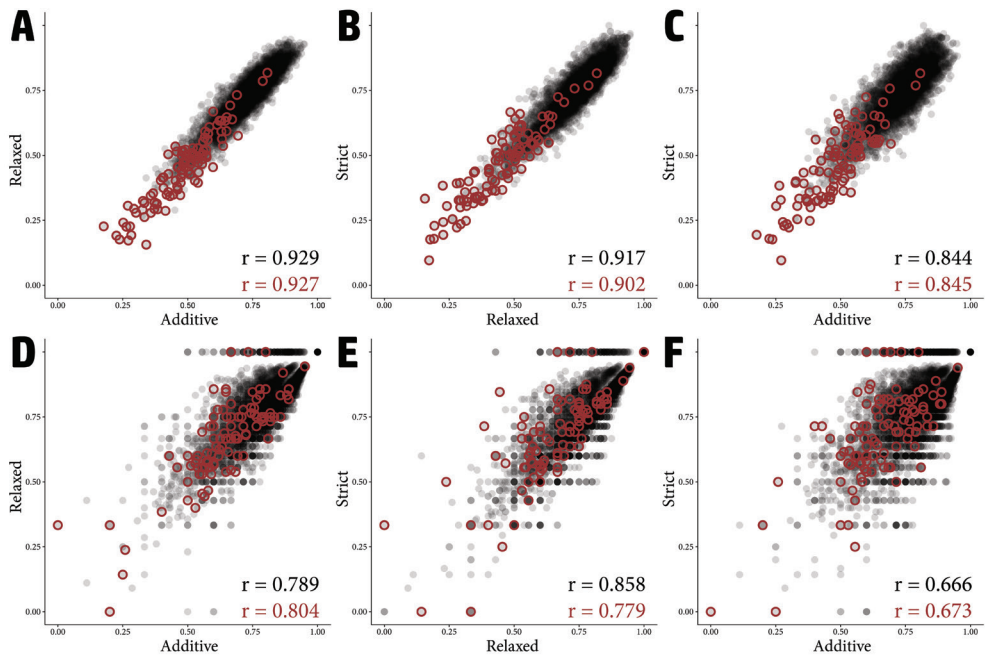 A
Relaxed
0.75
0.50
0.25
0.00
r = 0.929
r = 0.927
0.00
0.25
0.50
0.75
1.00
Additive
B
Strict
0.75
0.50
0.25
0.00
r = 0.917
r = 0.902
0.00
0.25
0.50
0.75
1.00
Relaxed
C
Strict
0.75
0.50
0.25
0.00
r = 0.844
r = 0.845
0.00
0.25
0.50
0.75
1.00
Additive
D
Relaxed
0.75
0.50
0.25
0.00
r = 0.789
r = 0.804
0.00
0.25
0.50
0.75
1.00
Additive
E
Strict
0.75
0.50
0.25
0.00
r = 0.858
r = 0.779
0.00
0.25
0.50
0.75
1.00
Relaxed
F
Strict
0.75
0.50
0.25
0.00
r = 0.666
r = 0.673
0.00
0.25
0.50
0.75
1.00
Additive